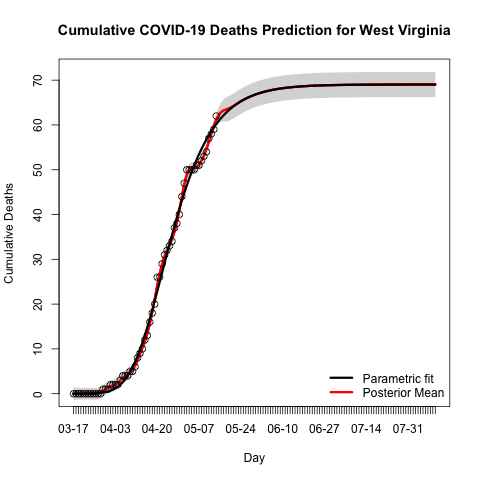 Cumulative COVID-19 Deaths Prediction for West Virginia
Cumulative Deaths
70
60
50
40
30
20
10
0
Parametric fit
Posterior Mean
03-17 04-03 04-20 05-07 05-24 06-10 06-27 07-14 07-31
Day